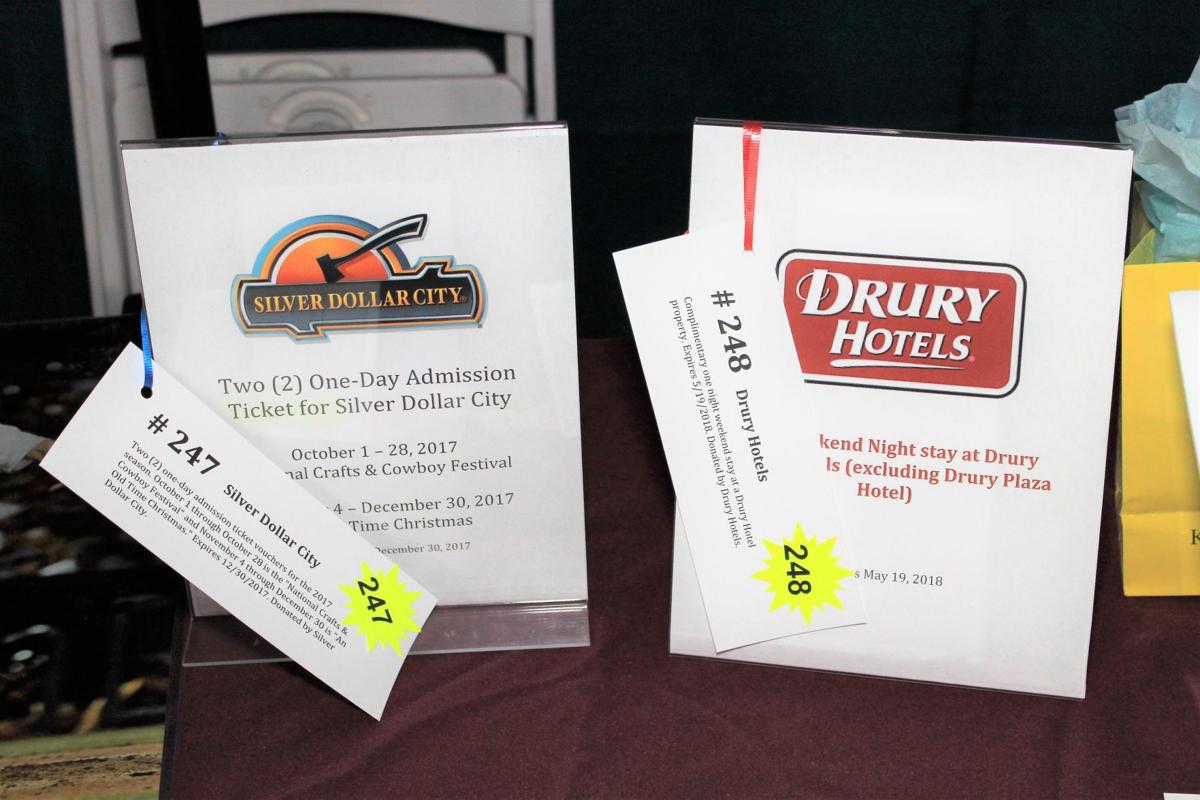 SILVER DOLLAR CITY®
Two (2) One-Day Admission
Ticket for Silver Dollar City
October 1 – 28, 2017
nal Crafts & Cowboy Festival
4 – December 30, 2017
Time Christmas
December 30, 2017
# 247 Silver Dollar City
Two (2) one-day admission ticket vouchers for the 2017
season. October 1 through October 28 is the "National Crafts &
Cowboy Festival" and November 4 through December 30 is "An
Old Time Christmas." Expires 12/30/2017. Donated by Silver
Dollar City.
247
DRURY
HOTELS®
kend Night stay at Drury
ls (excluding Drury Plaza
Hotel)
s May 19, 2018
# 248 Drury Hotels
Complimentary one night weekend stay at a Drury Hotel
property. Expires 5/19/2018. Donated by Drury Hotels.
248
K